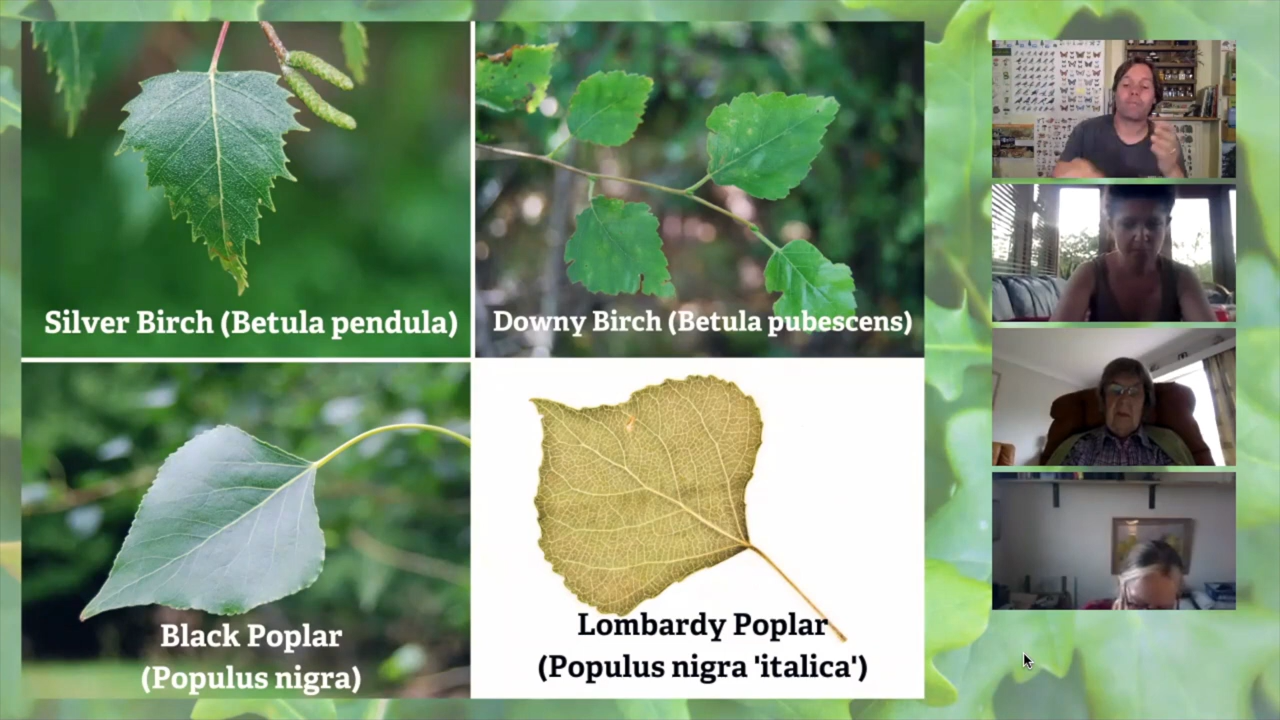 Silver Birch (Betula pendula)
Downy Birch (Betula pubescens)
Black Poplar
(Populus nigra)
Lombardy Poplar
(Populus nigra 'italica')